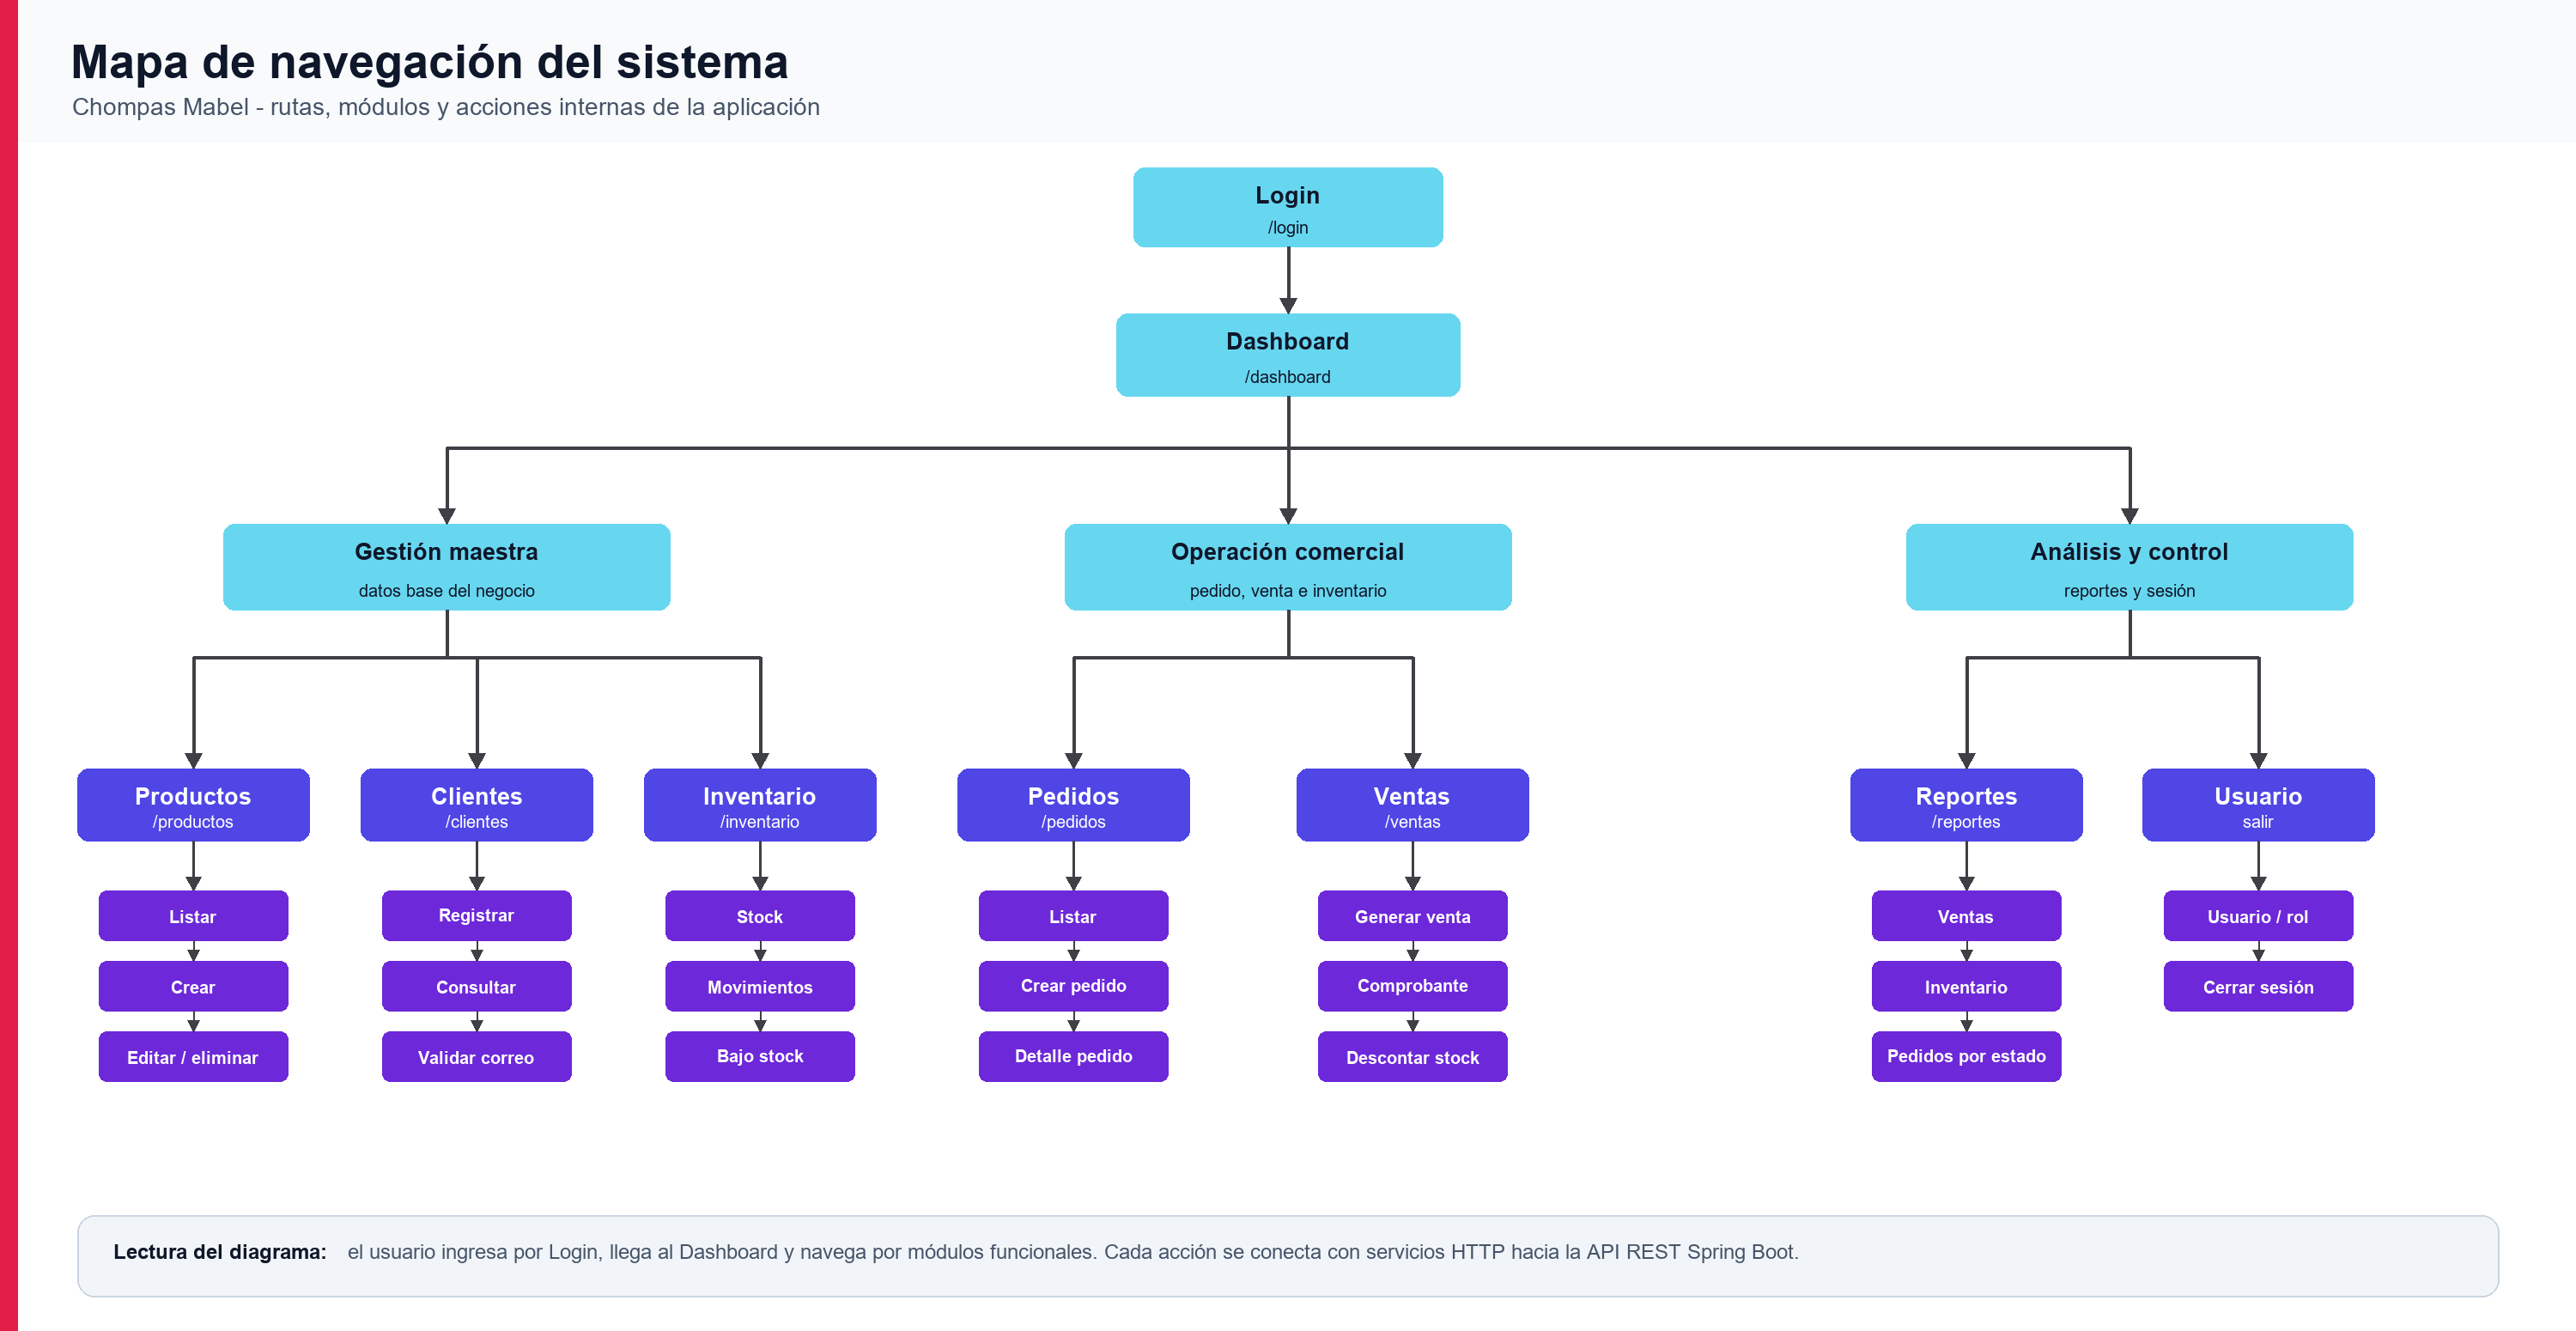 Mapa de navegación del sistema
Chompas Mabel - rutas, módulos y acciones internas de la aplicación
Login
/login
Dashboard
/dashboard
Gestión maestra
datos base del negocio
Operación comercial
pedido, venta e inventario
Análisis y control
reportes y sesión
Productos
/productos
Clientes
/clientes
Inventario
/inventario
Pedidos
/pedidos
Ventas
/ventas
Reportes
/reportes
Usuario
salir
Listar
Crear
Editar / eliminar
Registrar
Consultar
Validar correo
Stock
Movimientos
Bajo stock
Listar
Crear pedido
Detalle pedido
Generar venta
Comprobante
Descontar stock
Ventas
Inventario
Pedidos por estado
Usuario / rol
Cerrar sesión
Lectura del diagrama: el usuario ingresa por Login, llega al Dashboard y navega por módulos funcionales. Cada acción se conecta con servicios HTTP hacia la API REST Spring Boot.